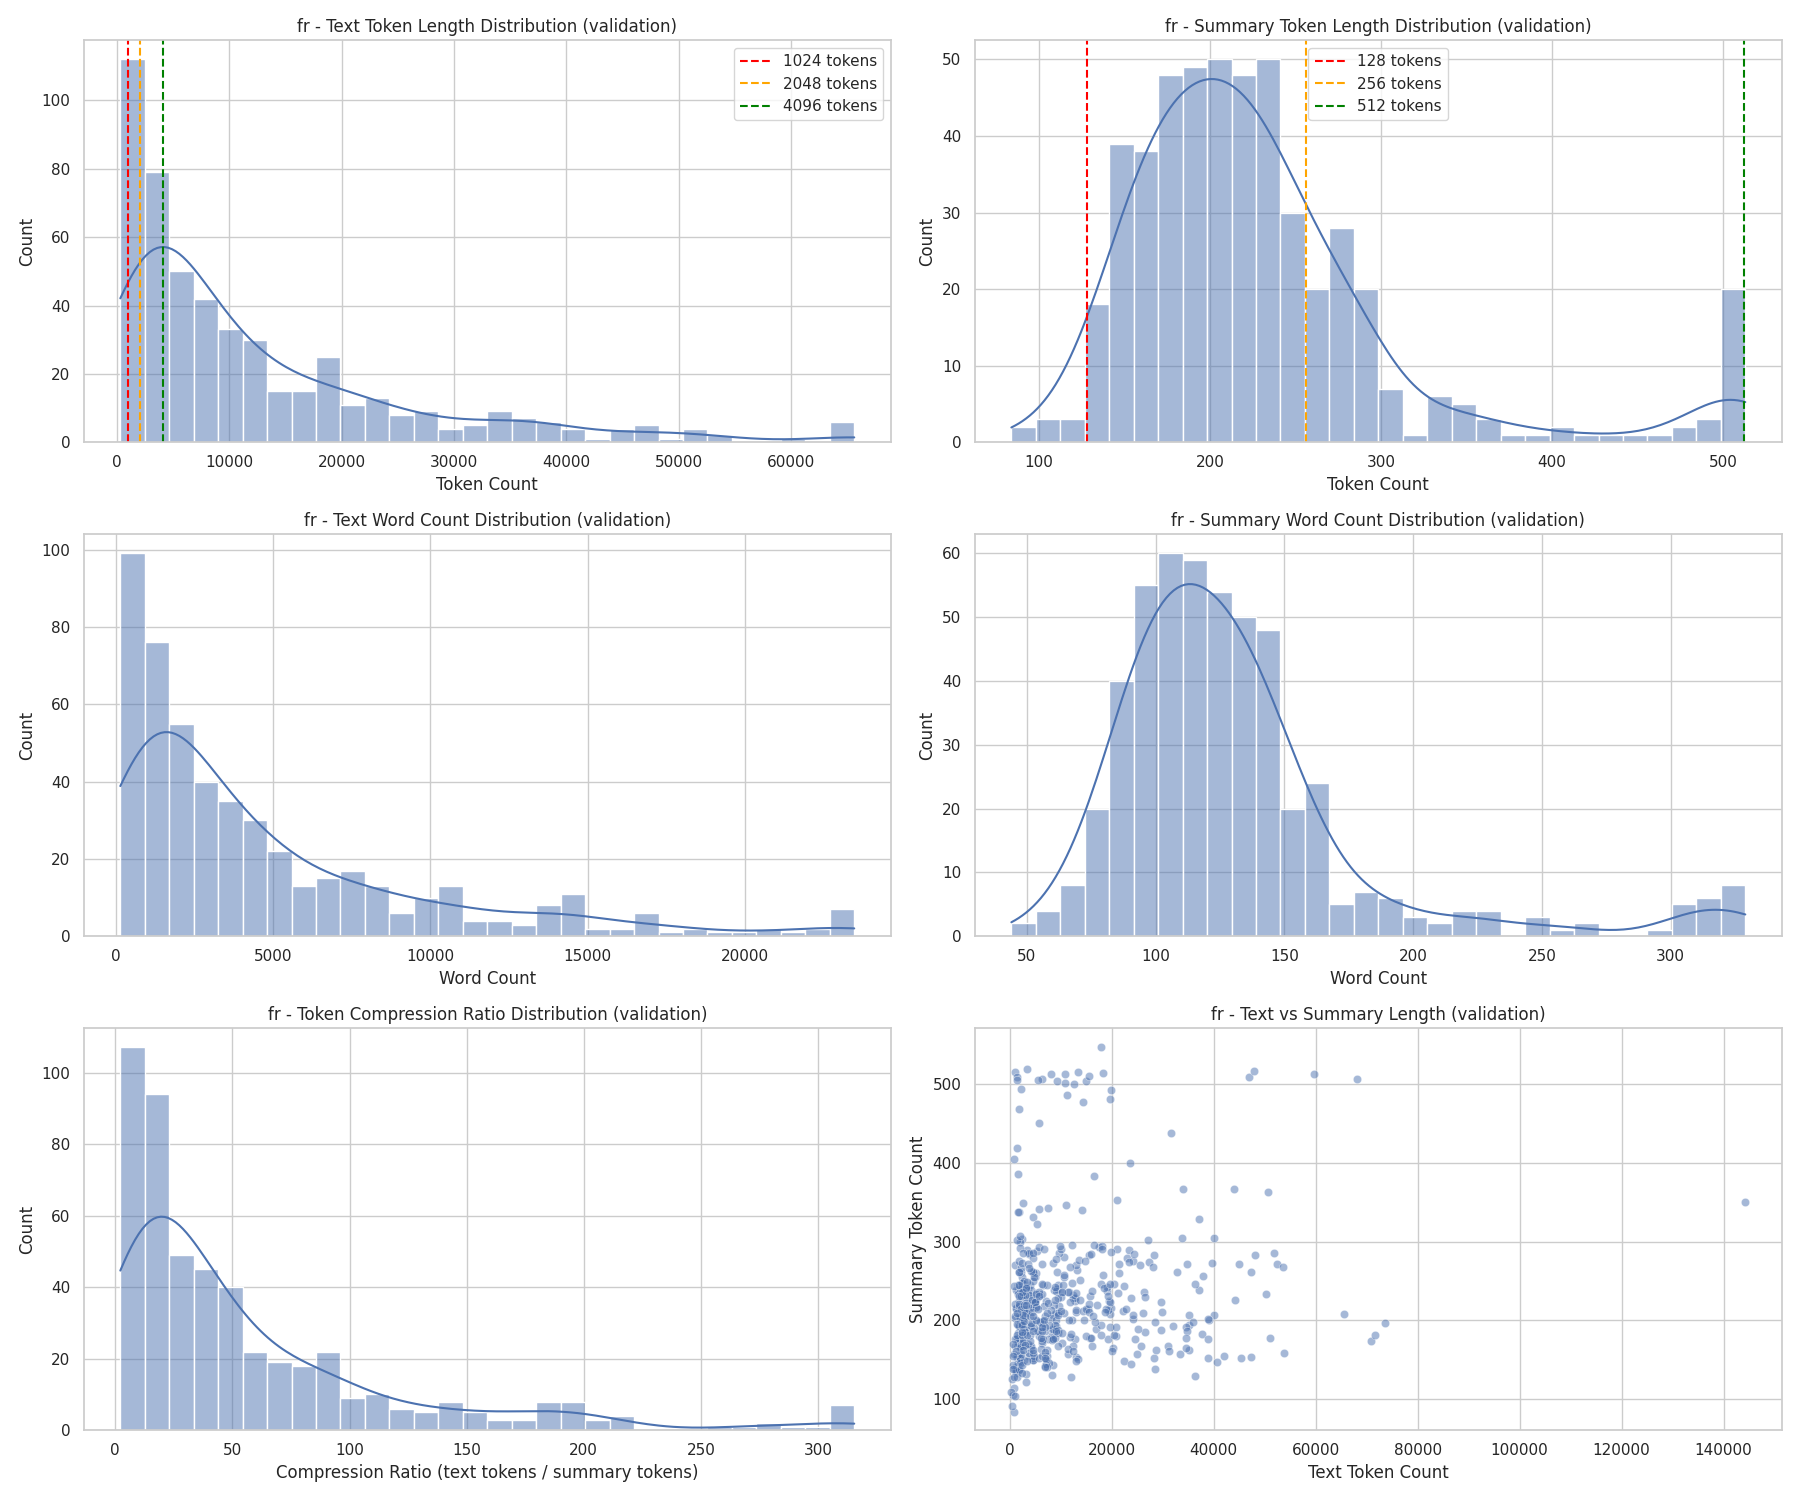 fr - Text Token Length Distribution (validation)
1024 tokens
2048 tokens
4096 tokens
Count
100
80
60
40
20
0
0 10000 20000 30000 40000 50000 60000
Token Count
fr - Summary Token Length Distribution (validation)
128 tokens
256 tokens
512 tokens
Count
50
40
30
20
10
0
100 200 300 400 500
Token Count
fr - Text Word Count Distribution (validation)
Count
100
80
60
40
20
0
0 5000 10000 15000 20000
Word Count
fr - Summary Word Count Distribution (validation)
Count
60
50
40
30
20
10
0
50 100 150 200 250 300
Word Count
fr - Token Compression Ratio Distribution (validation)
Count
100
80
60
40
20
0
0 50 100 150 200 250 300
Compression Ratio (text tokens / summary tokens)
fr - Text vs Summary Length (validation)
Summary Token Count
500
400
300
200
100
0 20000 40000 60000 80000 100000 120000 140000
Text Token Count